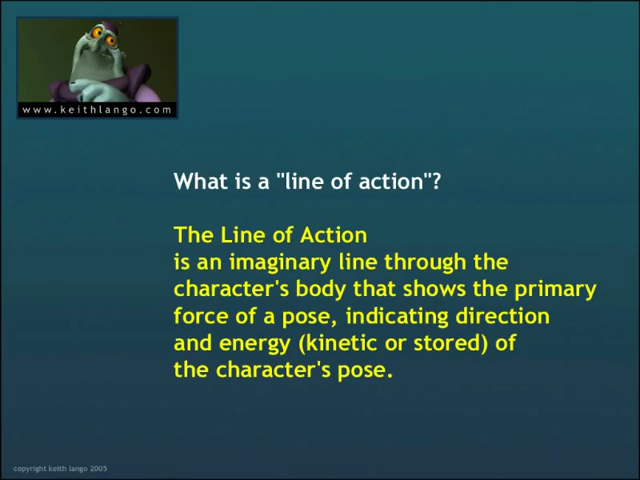 www.keithlango.com
What is a "line of action"?
The Line of Action
is an imaginary line through the
character's body that shows the primary
force of a pose, indicating direction
and energy (kinetic or stored) of
the character's pose.
copyright keith lango 2005